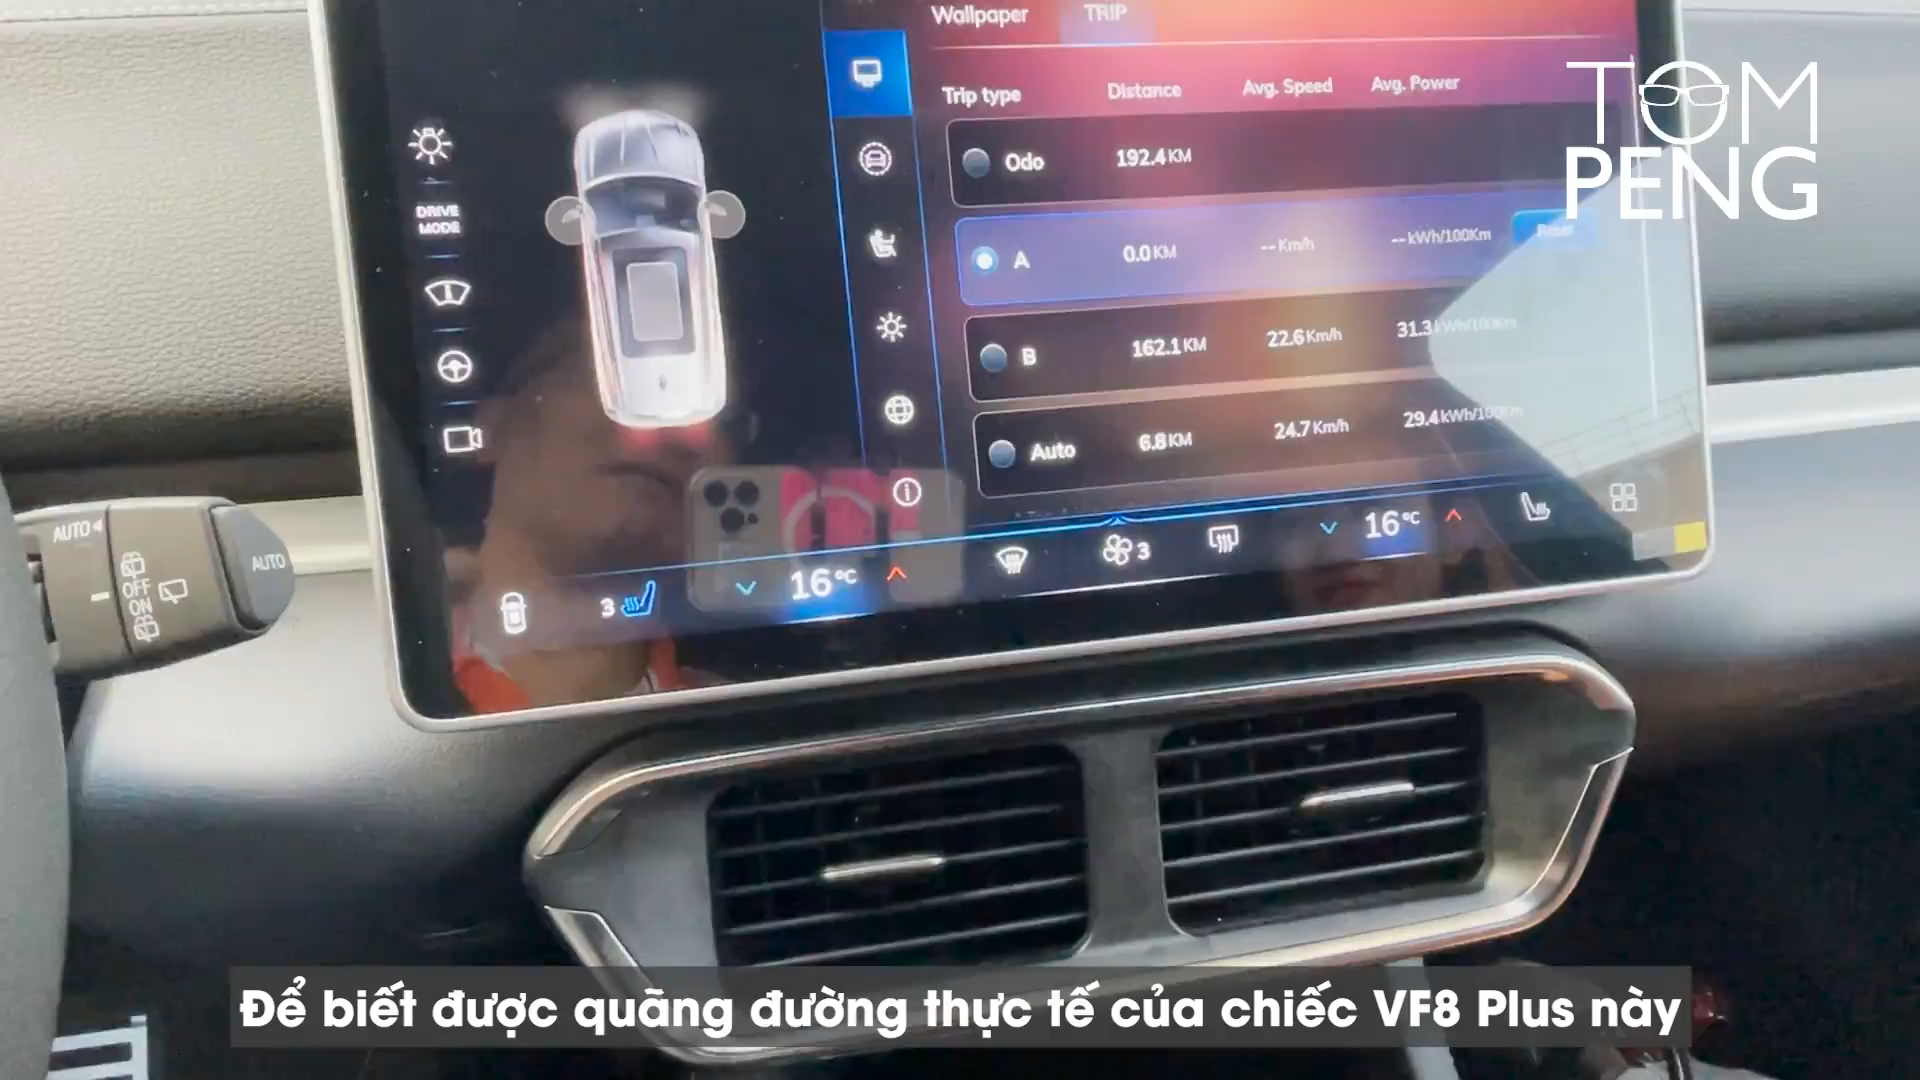 Wallpaper TRIP
TOM
PENG
Trip type Distance Avg. Speed Avg. Power
Odo 192.4 KM
A 0.0 KM -- Km/h -- kWh/100Km Reset
B 162.1 KM 22.6 Km/h 31.3 kWh/100Km
Auto 6.8 KM 24.7 Km/h 29.4 kWh/100Km
DRIVE
MODE
3 16°C 3 16°C
AUTO
OFF
ON
AUTO
Để biết được quãng đường thực tế của chiếc VF8 Plus này